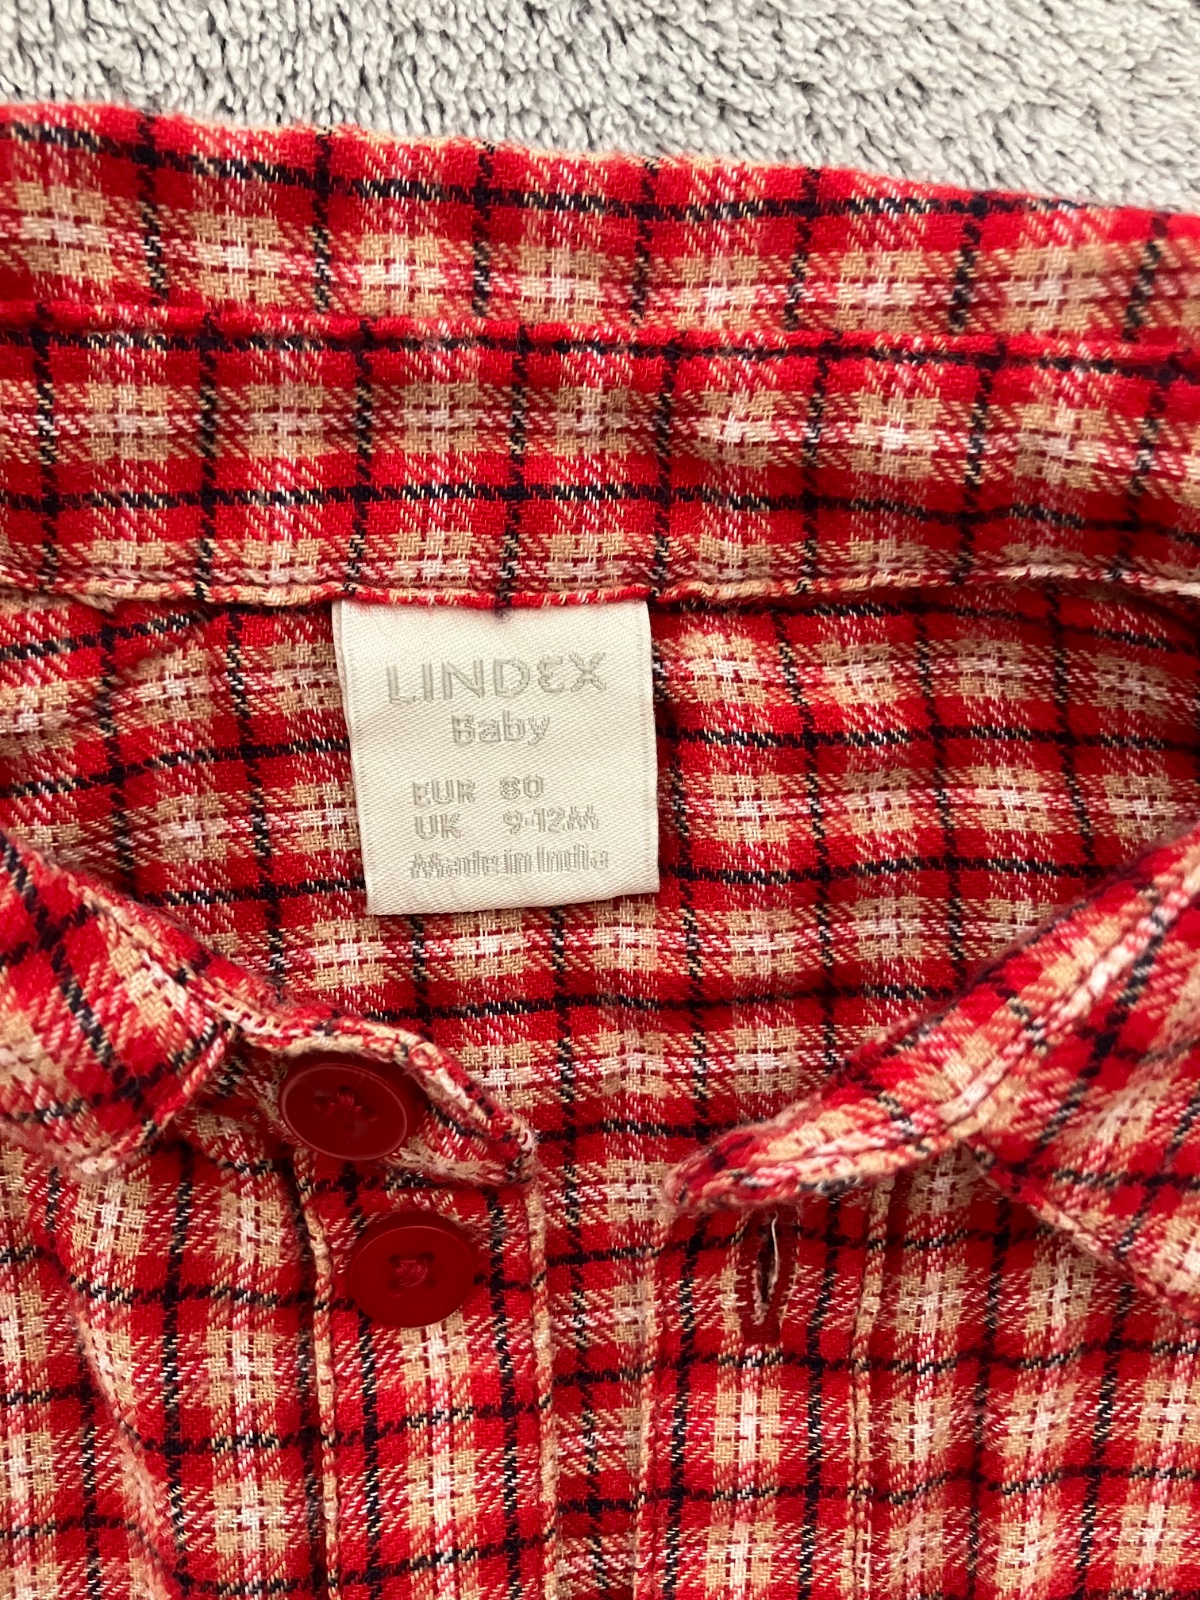 LINDEX
Baby
EUR 80
UK 9-12M
Made in India